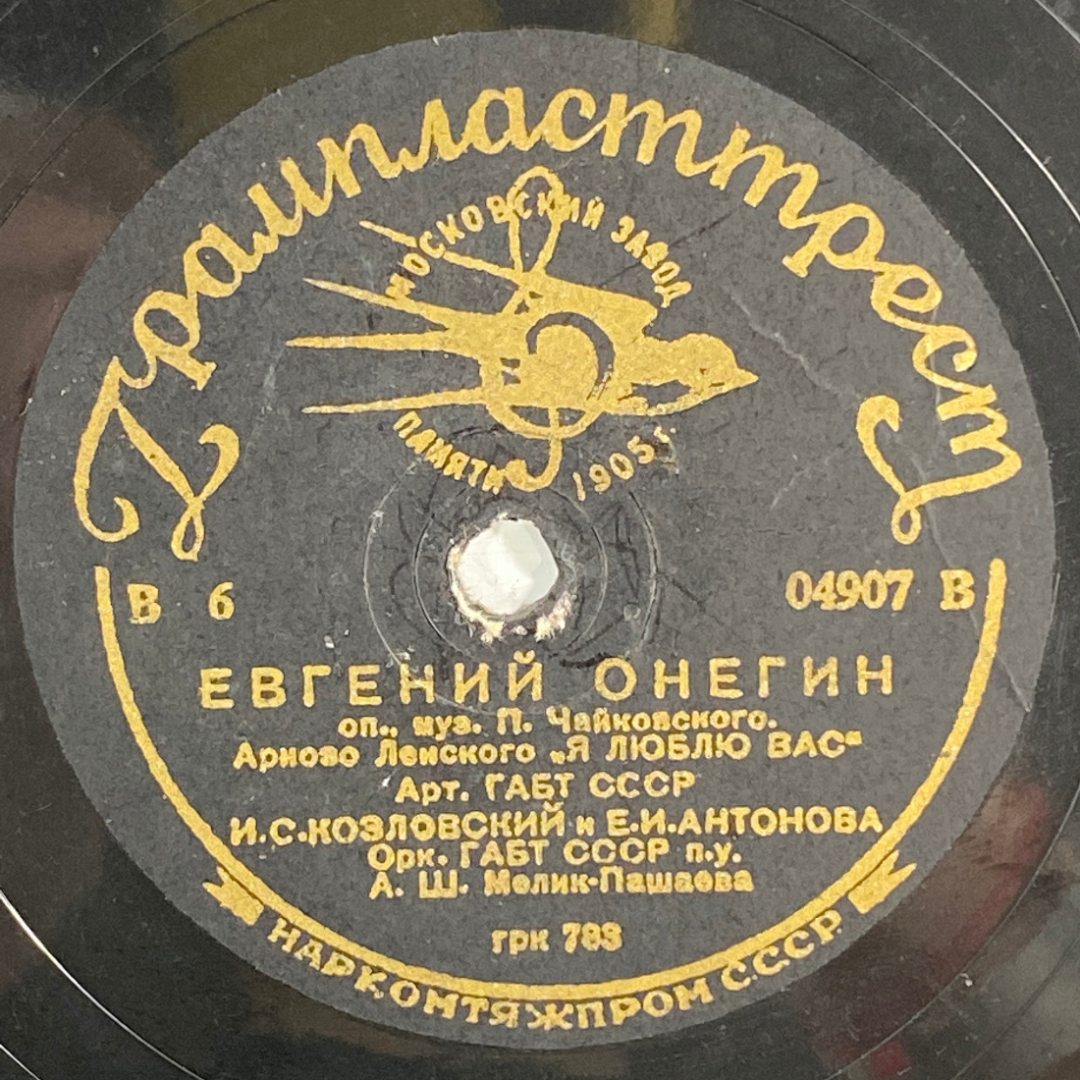 Грампласттрест
МОСКОВСКИЙ ЗАВОД
ПАМЯТИ 1905 г.
В 6 04907 В
ЕВГЕНИЙ ОНЕГИН
оп., муз. П. Чайковского.
Ариозо Ленского „Я ЛЮБЛЮ ВАС"
Арт. ГАБТ СССР
И.С.КОЗЛОВСКИЙ и Е.И.АНТОНОВА
Орк. ГАБТ СССР п.у.
А. Ш. Мелик-Пашаева
грк 783
НАРКОМТЯЖПРОМ СССР